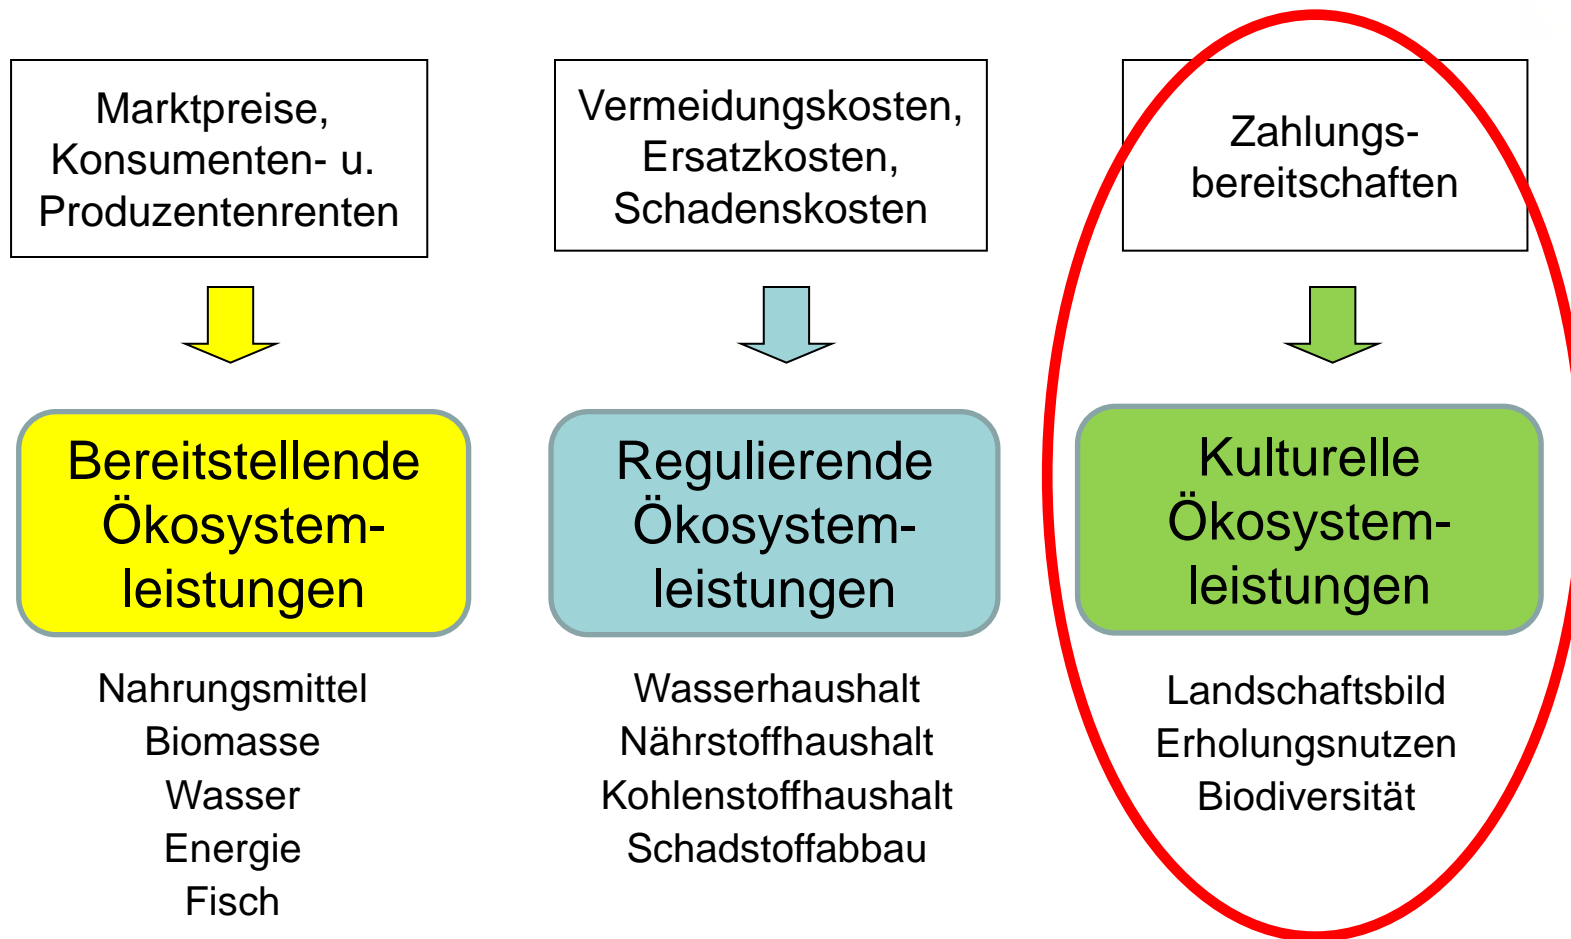 Marktpreise,
Konsumenten- u.
Produzentenrenten
Vermeidungskosten,
Ersatzkosten,
Schadenskosten
Zahlungs-
bereitschaften
Bereitstellende
Ökosystem-
leistungen
Regulierende
Ökosystem-
leistungen
Kulturelle
Ökosystem-
leistungen
Nahrungsmittel
Biomasse
Wasser
Energie
Fisch
Wasserhaushalt
Nährstoffhaushalt
Kohlenstoffhaushalt
Schadstoffabbau
Landschaftsbild
Erholungsnutzen
Biodiversität